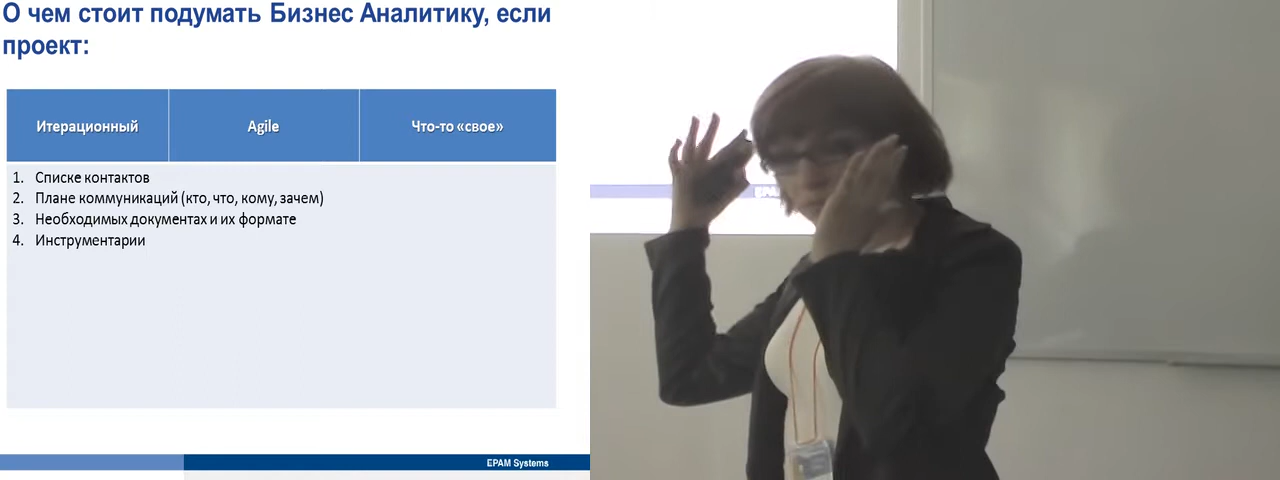 О чем стоит подумать Бизнес Аналитику, если
проект:
Итерационный
Agile
Что-то «свое»
1. Списке контактов
2. Плане коммуникаций (кто, что, кому, зачем)
3. Необходимых документах и их формате
4. Инструментарии
EPAM Systems
EPAM